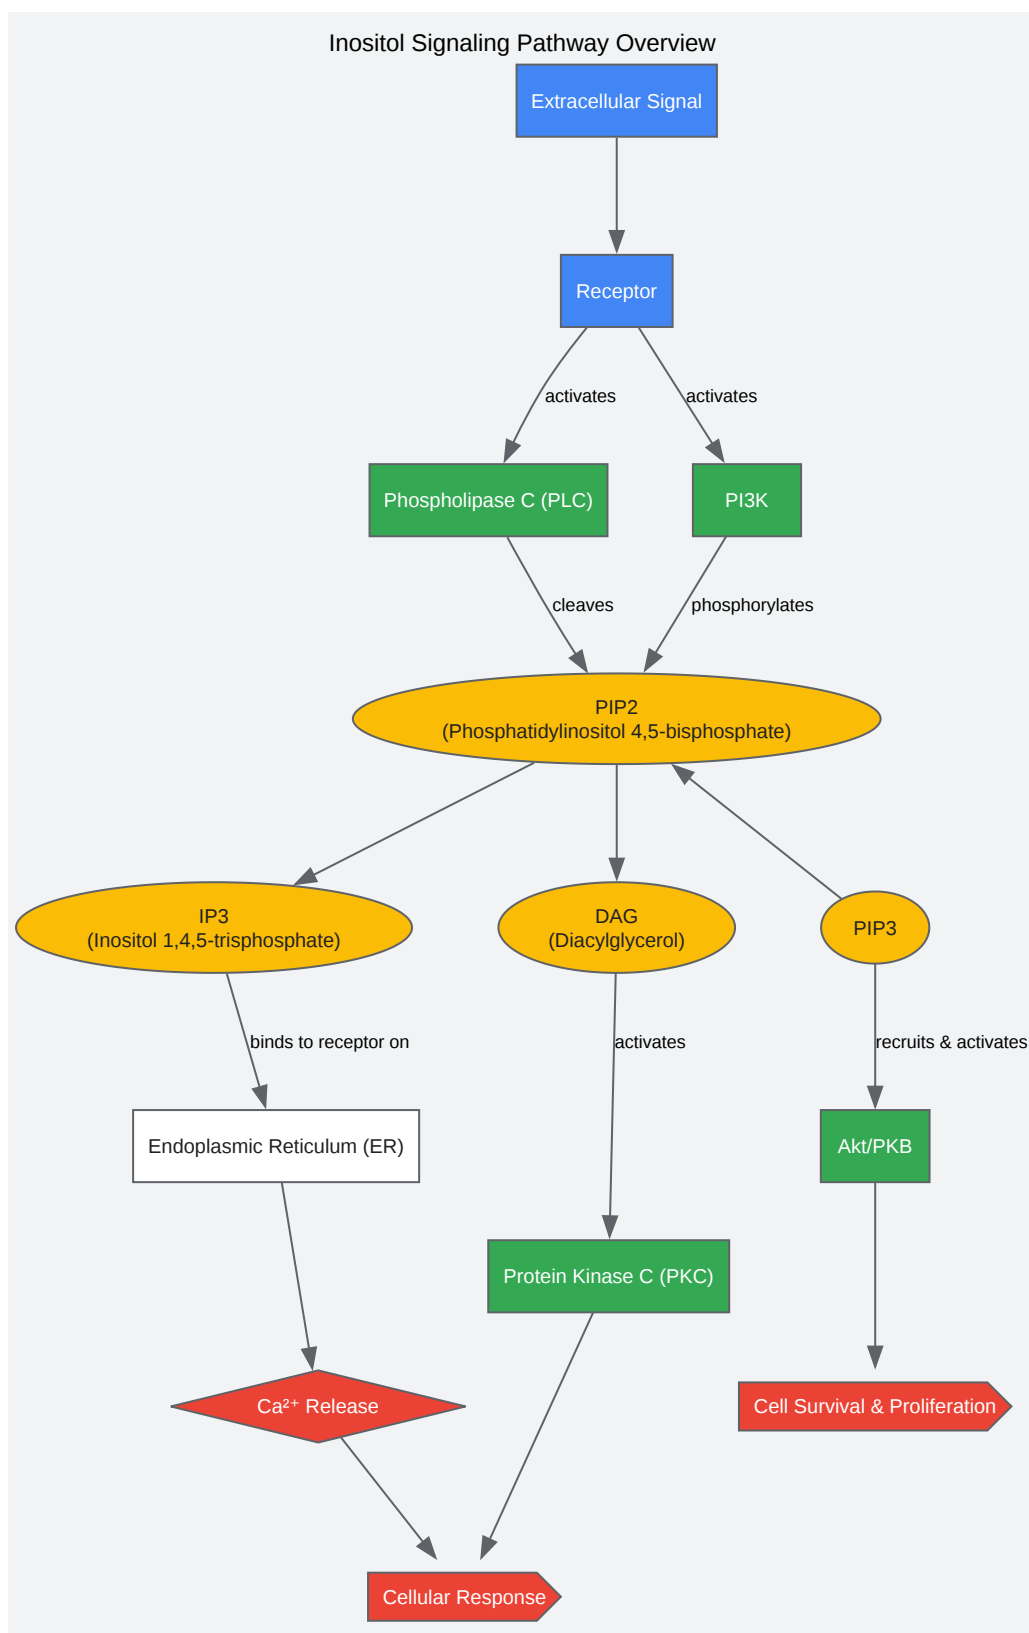 Inositol Signaling Pathway Overview
Extracellular Signal
Receptor
activates
activates
Phospholipase C (PLC)
PI3K
cleaves
phosphorylates
PIP2
(Phosphatidylinositol 4,5-bisphosphate)
IP3
(Inositol 1,4,5-trisphosphate)
DAG
(Diacylglycerol)
PIP3
binds to receptor on
activates
recruits & activates
Endoplasmic Reticulum (ER)
Akt/PKB
Protein Kinase C (PKC)
Ca²⁺ Release
Cell Survival & Proliferation
Cellular Response